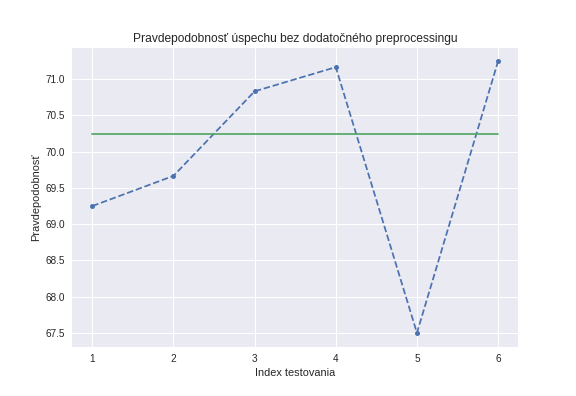 Pravdepodobnosť úspechu bez dodatočného preprocessingu
71.0
70.5
70.0
69.5
69.0
68.5
68.0
67.5
Pravdepodobnosť
1 2 3 4 5 6
Index testovania